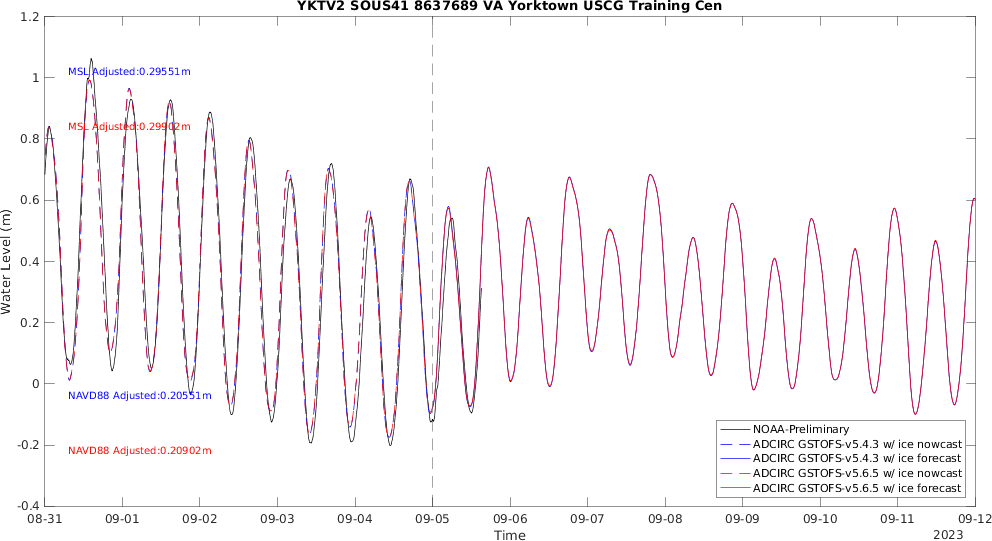 YKTV2 SOUS41 8637689 VA Yorktown USCG Training Cen
1.2
1
0.8
0.6
0.4
0.2
0
-0.2
-0.4
Water Level (m)
MSL Adjusted:0.29551m
MSL Adjusted:0.29902m
NAVD88 Adjusted:0.20551m
NAVD88 Adjusted:0.20902m
NOAA-Preliminary
ADCIRC GSTOFS-v5.4.3 w/ ice nowcast
ADCIRC GSTOFS-v5.4.3 w/ ice forecast
ADCIRC GSTOFS-v5.6.5 w/ ice nowcast
ADCIRC GSTOFS-v5.6.5 w/ ice forecast
08-31 09-01 09-02 09-03 09-04 09-05 09-06 09-07 09-08 09-09 09-10 09-11 09-12
Time
2023